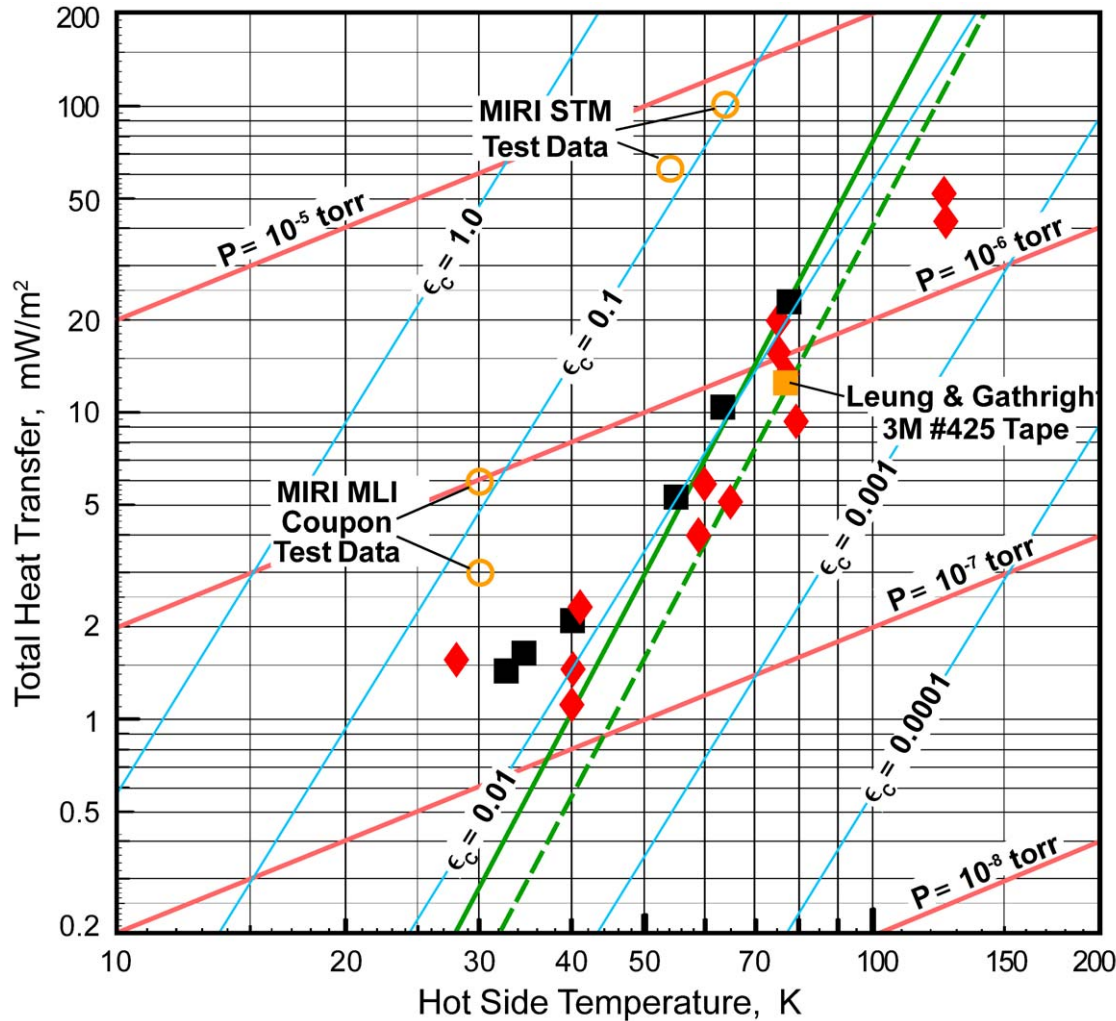 200
100
50
20
10
5
2
1
0.5
0.2
Total Heat Transfer, mW/m²
MIRI STM
Test Data
P = 10⁻⁵ torr
ϵc = 1.0
ϵc = 0.1
P = 10⁻⁶ torr
Leung & Gathright
3M #425 Tape
MIRI MLI
Coupon
Test Data
ϵc = 0.001
P = 10⁻⁷ torr
ϵc = 0.01
ϵc = 0.0001
P = 10⁻⁸ torr
10 20 30 40 50 70 100 150 200
Hot Side Temperature, K